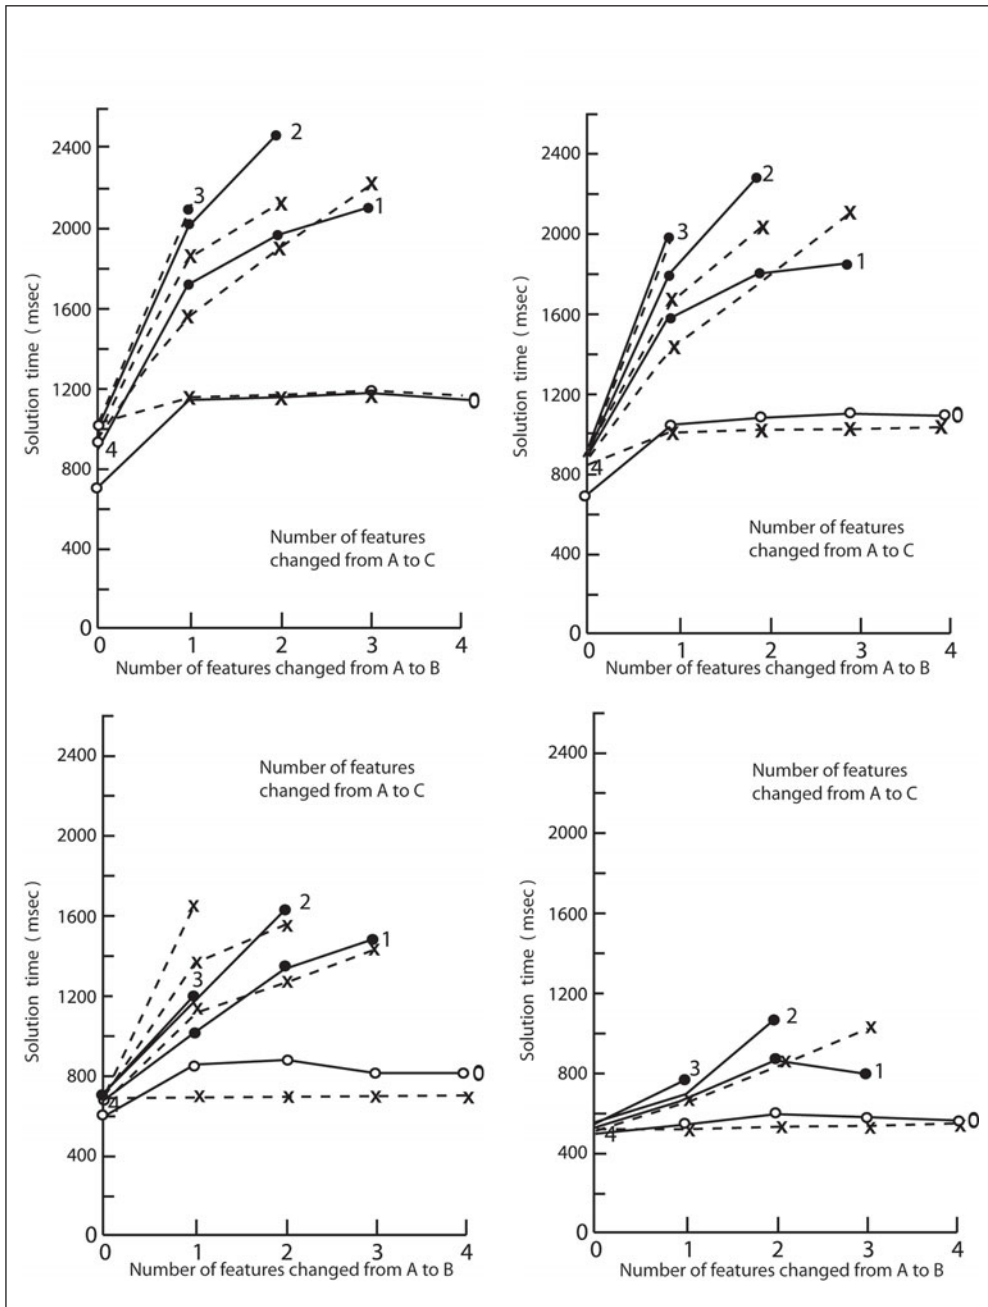 2400
2000
1600
1200
800
400
0
Solution time ( msec )
2
3
1
0
4
Number of features
changed from A to C
0 1 2 3 4
Number of features changed from A to B
2400
2000
1600
1200
800
400
0
Solution time ( msec )
2
3
1
0
4
Number of features
changed from A to C
0 1 2 3 4
Number of features changed from A to B
2400
2000
1600
1200
800
400
0
Solution time ( msec )
Number of features
changed from A to C
2
1
3
0
4
0 1 2 3 4
Number of features changed from A to B
2400
2000
1600
1200
800
400
0
Solution time ( msec )
Number of features
changed from A to C
2
3
1
0
4
0 1 2 3 4
Number of features changed from A to B